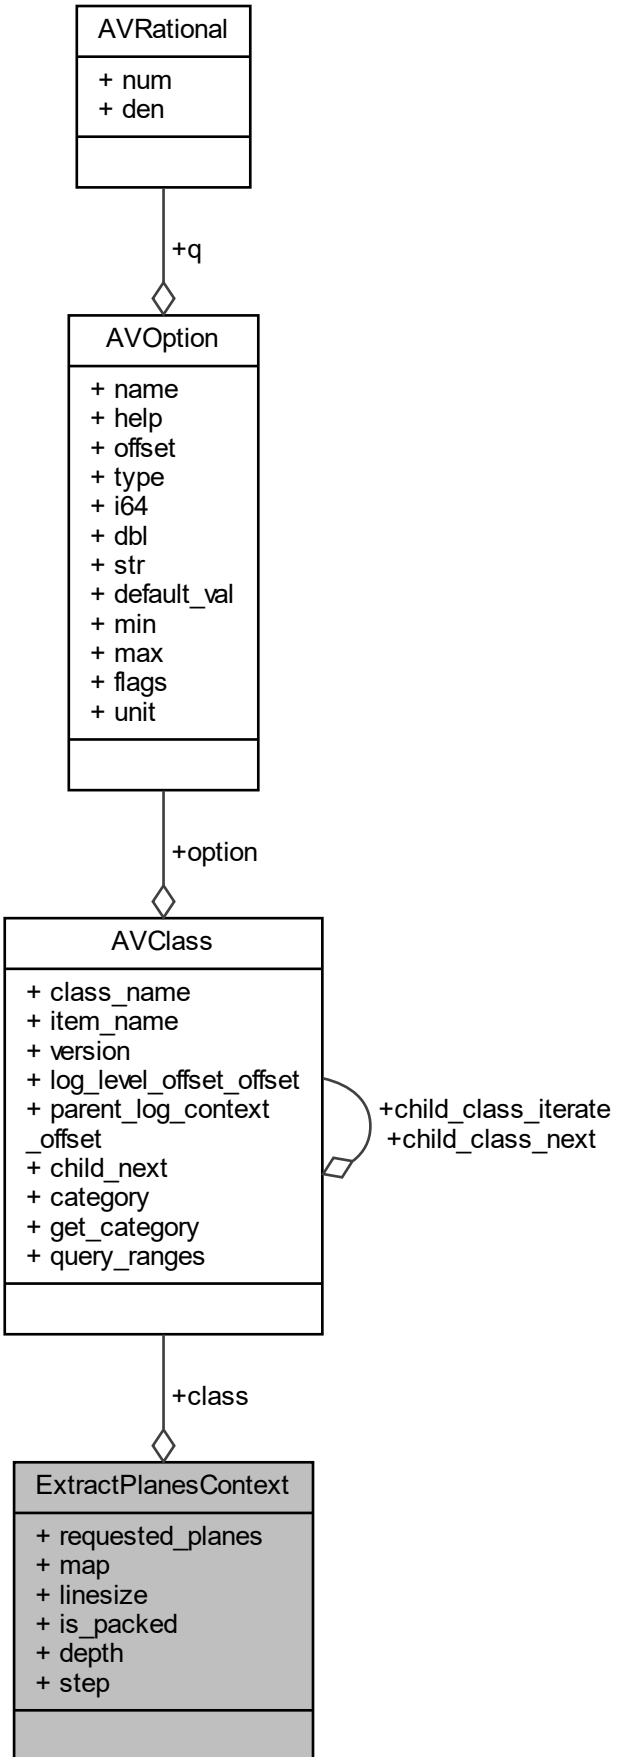 AVRational
+ num
+ den
+q
AVOption
+ name
+ help
+ offset
+ type
+ i64
+ dbl
+ str
+ default_val
+ min
+ max
+ flags
+ unit
+option
AVClass
+ class_name
+ item_name
+ version
+ log_level_offset_offset
+ parent_log_context
_offset
+ child_next
+ category
+ get_category
+ query_ranges
+child_class_iterate
+child_class_next
+class
ExtractPlanesContext
+ requested_planes
+ map
+ linesize
+ is_packed
+ depth
+ step